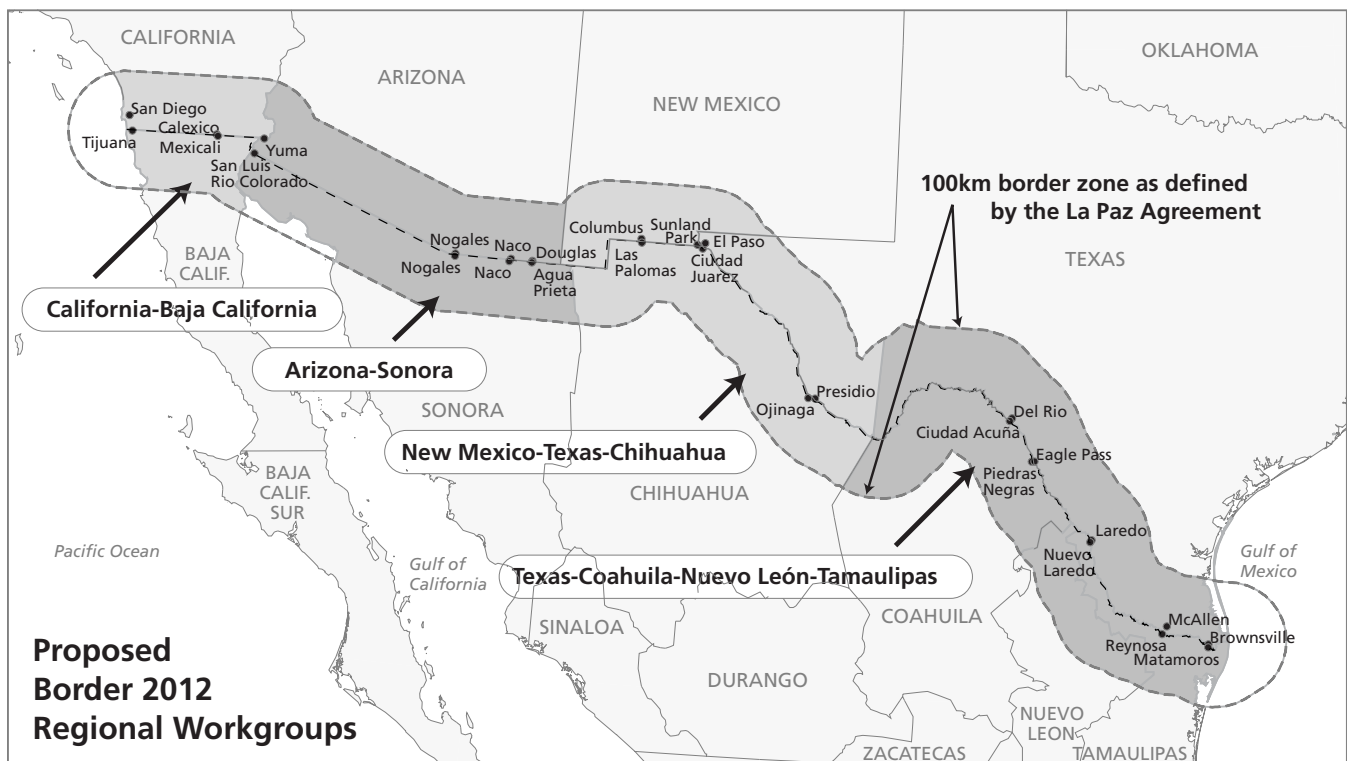 CALIFORNIA
ARIZONA
NEW MEXICO
OKLAHOMA
San Diego
Calexico
Tijuana
Mexicali
Yuma
San Luis
Rio Colorado
100km border zone as defined
by the La Paz Agreement
TEXAS
BAJA
CALIF.
Nogales
Nogales
Naco
Naco
Douglas
Agua
Prieta
Columbus
Las
Palomas
Sunland
Park
El Paso
Ciudad
Juarez
California-Baja California
Arizona-Sonora
SONORA
Ojinaga
Presidio
New Mexico-Texas-Chihuahua
CHIHUAHUA
Del Rio
Ciudad Acuña
Eagle Pass
Piedras
Negras
BAJA
CALIF.
SUR
Pacific Ocean
Gulf of
California
Laredo
Nuevo
Laredo
Gulf of
Mexico
Texas-Coahuila-Nuevo León-Tamaulipas
COAHUILA
SINALOA
DURANGO
McAllen
Reynosa
Brownsville
Matamoros
NUEVO
LEON
ZACATECAS
TAMAULIPAS
Proposed
Border 2012
Regional Workgroups